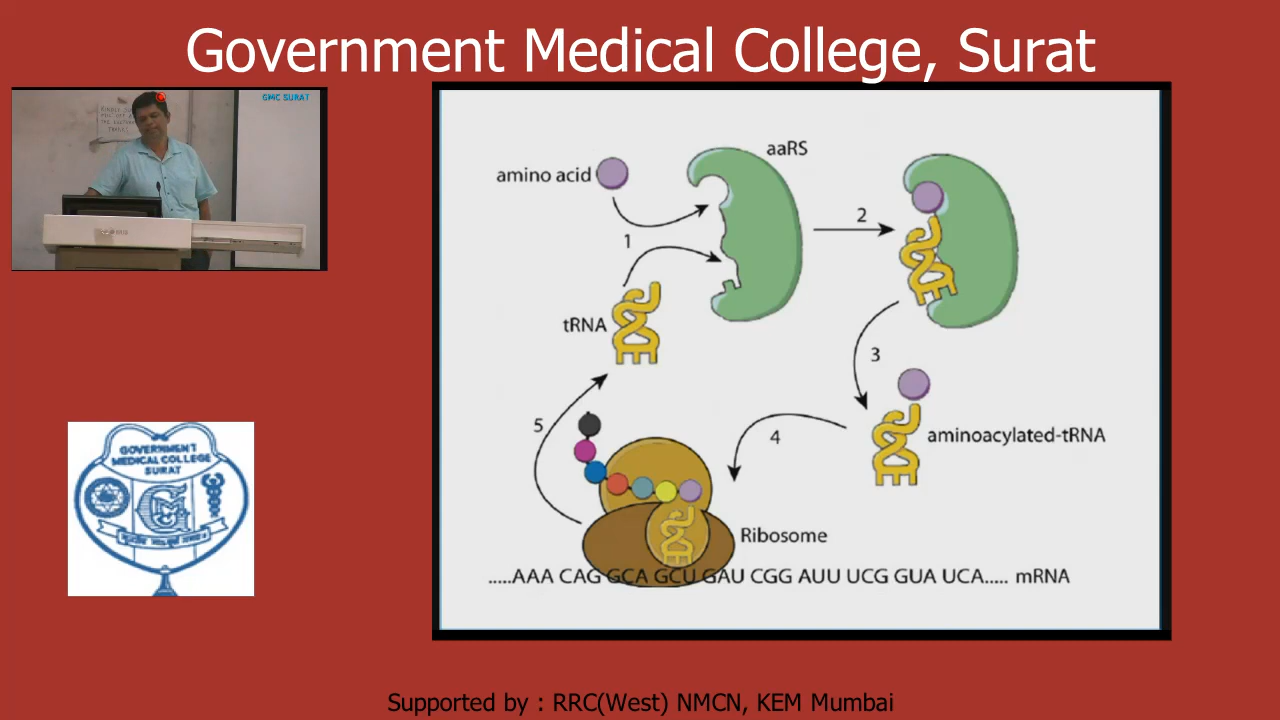 Government Medical College, Surat
GMC SURAT
amino acid
aaRS
1
2
tRNA
3
5
4
aminoacylated-tRNA
Ribosome
.....AAA CAG GCA GCU GAU CGG AUU UCG GUA UCA..... mRNA
GOVERNMENT
MEDICAL COLLEGE
SURAT
Supported by : RRC(West) NMCN, KEM Mumbai